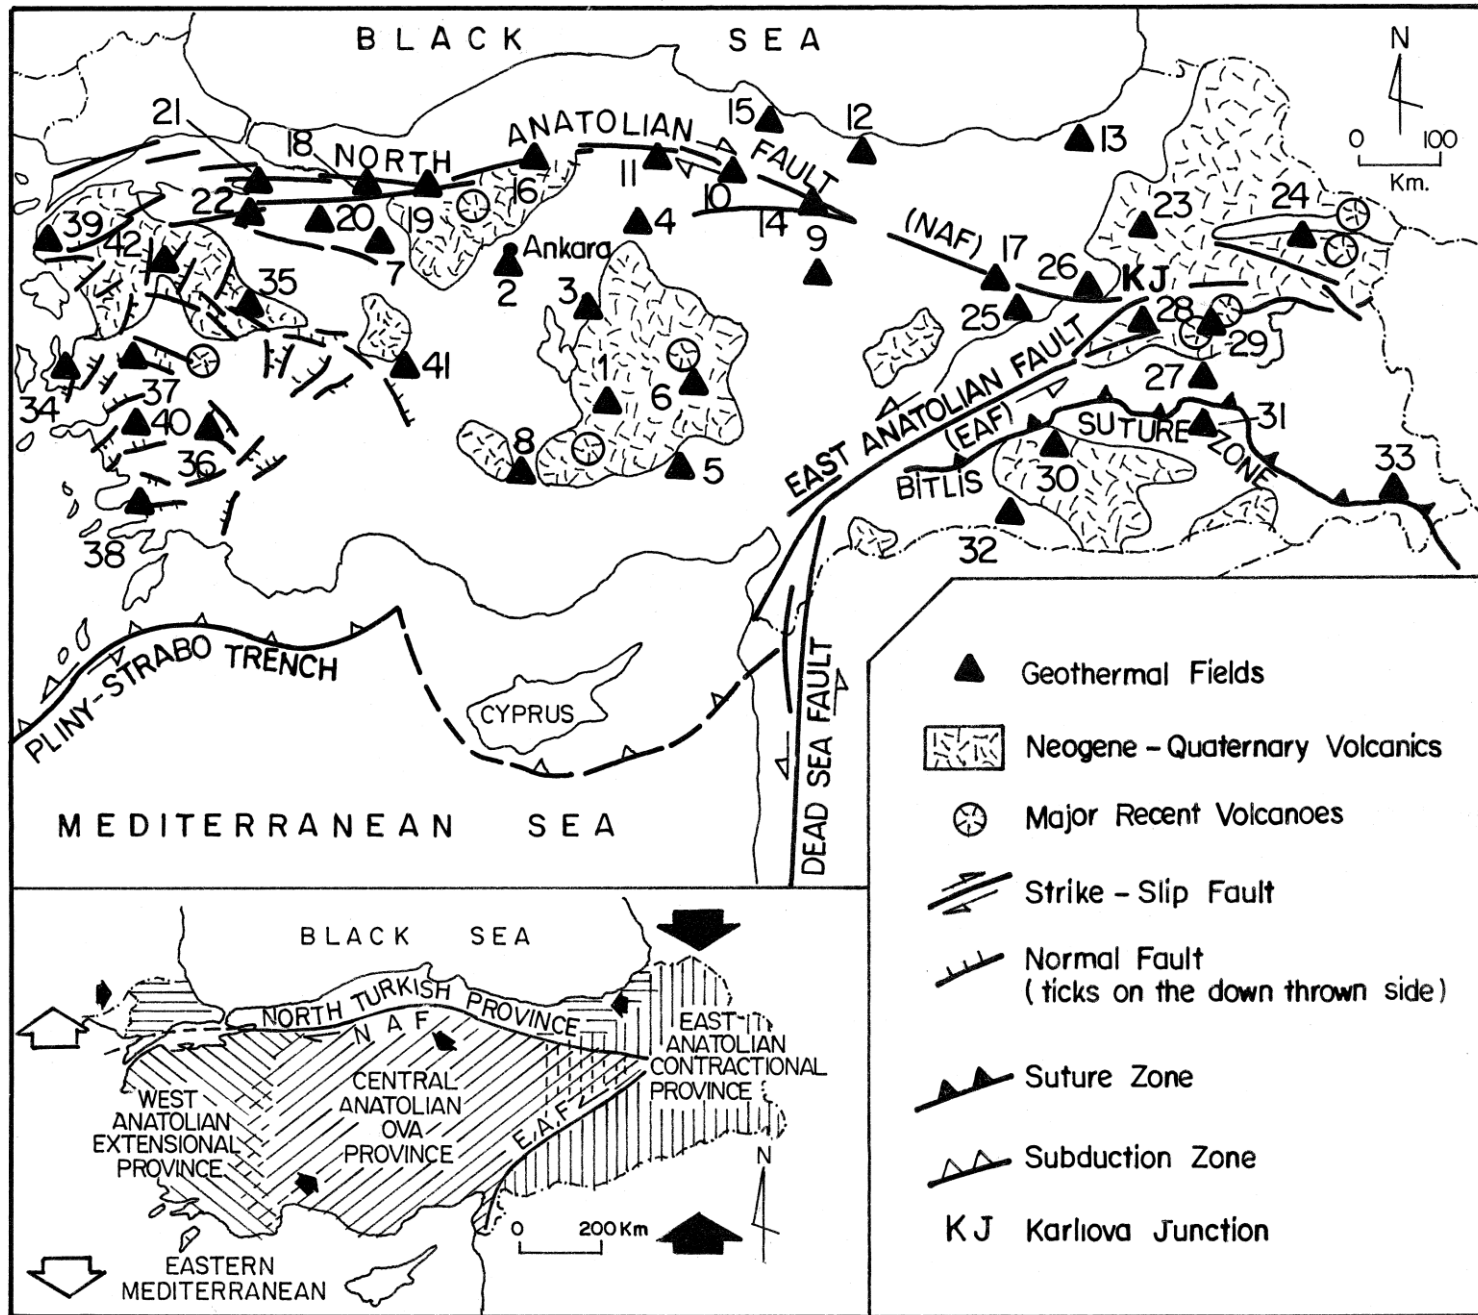 BLACK SEA
N
0 100
Km.
21
18
15
12
13
NORTH ANATOLIAN FAULT
16
11
10
39
22
20
19
4
14
9
(NAF)
23
24
42
7
Ankara
2
17
26
KJ
35
3
25
28
29
34
37
41
1
6
27
EAST ANATOLIAN FAULT
(EAF)
40
36
8
5
BITLIS SUTURE ZONE
31
30
33
38
32
PLINY-STRABO TRENCH
CYPRUS
DEAD SEA FAULT
MEDITERRANEAN SEA
Geothermal Fields
Neogene - Quaternary Volcanics
Major Recent Volcanoes
Strike - Slip Fault
Normal Fault
( ticks on the down thrown side )
Suture Zone
Subduction Zone
KJ Karlıova Junction
BLACK SEA
NORTH TURKISH PROVINCE
NAF
EAST
ANATOLIAN
CONTRACTIONAL
PROVINCE
WEST
ANATOLIAN
EXTENSIONAL
PROVINCE
CENTRAL
ANATOLIAN
OVA
PROVINCE
E.A.F.
N
0 200 Km
EASTERN
MEDITERRANEAN